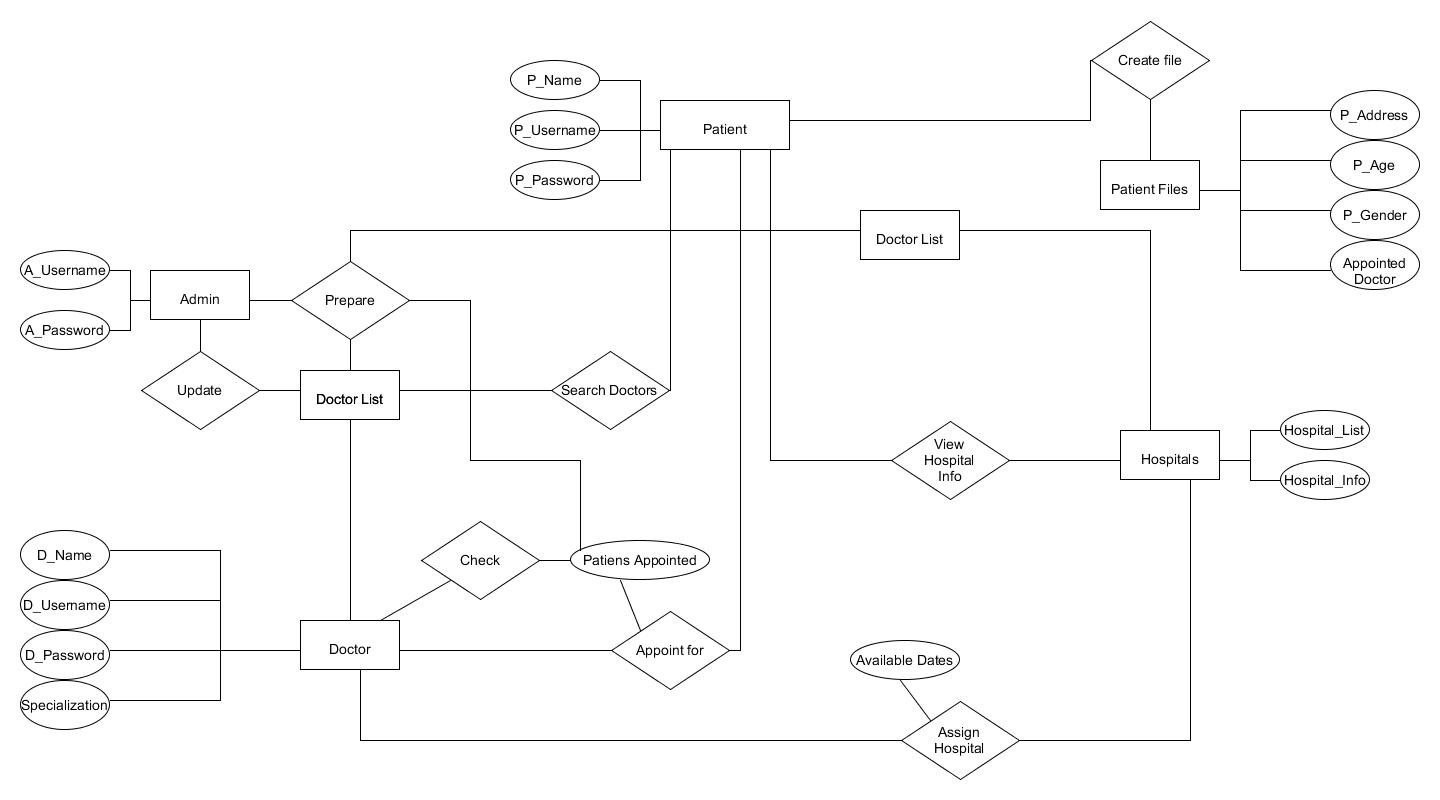 Create file
P_Name
P_Address
Patient
P_Username
P_Age
P_Password
Patient Files
P_Gender
Doctor List
A_Username
Appointed
Doctor
Admin
Prepare
A_Password
Update
Search Doctors
Doctor List
Hospital_List
View
Hospital
Info
Hospitals
Hospital_Info
D_Name
Check
Patiens Appointed
D_Username
Doctor
Appoint for
D_Password
Available Dates
Specialization
Assign
Hospital